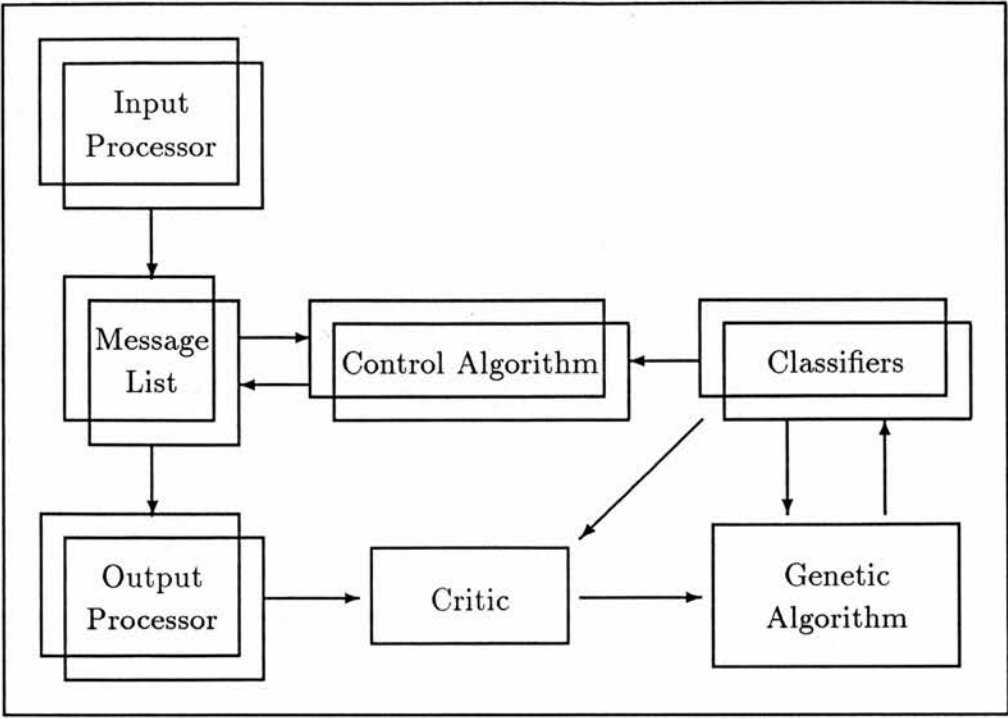 Input
Processor
Message
List
Control Algorithm
Classifiers
Output
Processor
Critic
Genetic
Algorithm